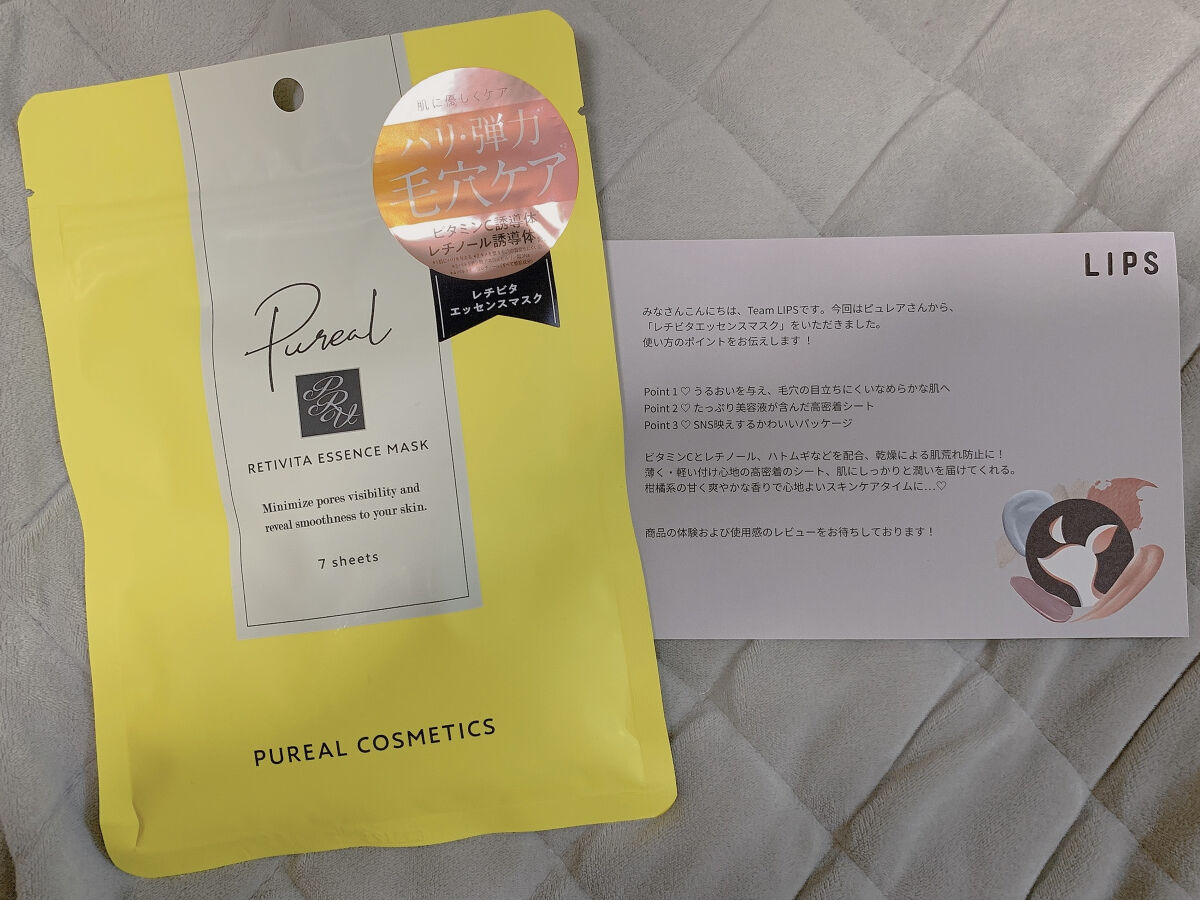 肌に優しくケア
ハリ・弾力
毛穴ケア
ビタミンC誘導体
レチノール誘導体
レチビタ
エッセンスマスク
Pureal
PRU
RETIVITA ESSENCE MASK
Minimize pores visibility and
reveal smoothness to your skin.
7 sheets
PUREAL COSMETICS
LIPS
みなさんこんにちは、Team LIPSです。今回はピュレアさんから、
「レチビタエッセンスマスク」をいただきました。
使い方のポイントをお伝えします！
Point 1 ♡ うるおいを与え、毛穴の目立ちにくいなめらかな肌へ
Point 2 ♡ たっぷり美容液が含んだ高密着シート
Point 3 ♡ SNS映えするかわいいパッケージ
ビタミンCとレチノール、ハトムギなどを配合、乾燥による肌荒れ防止に！
薄く・軽い付け心地の高密着のシート、肌にしっかりと潤いを届けてくれる。
柑橘系の甘く爽やかな香りで心地よいスキンケアタイムに…♡
商品の体験および使用感のレビューをお待ちしております！